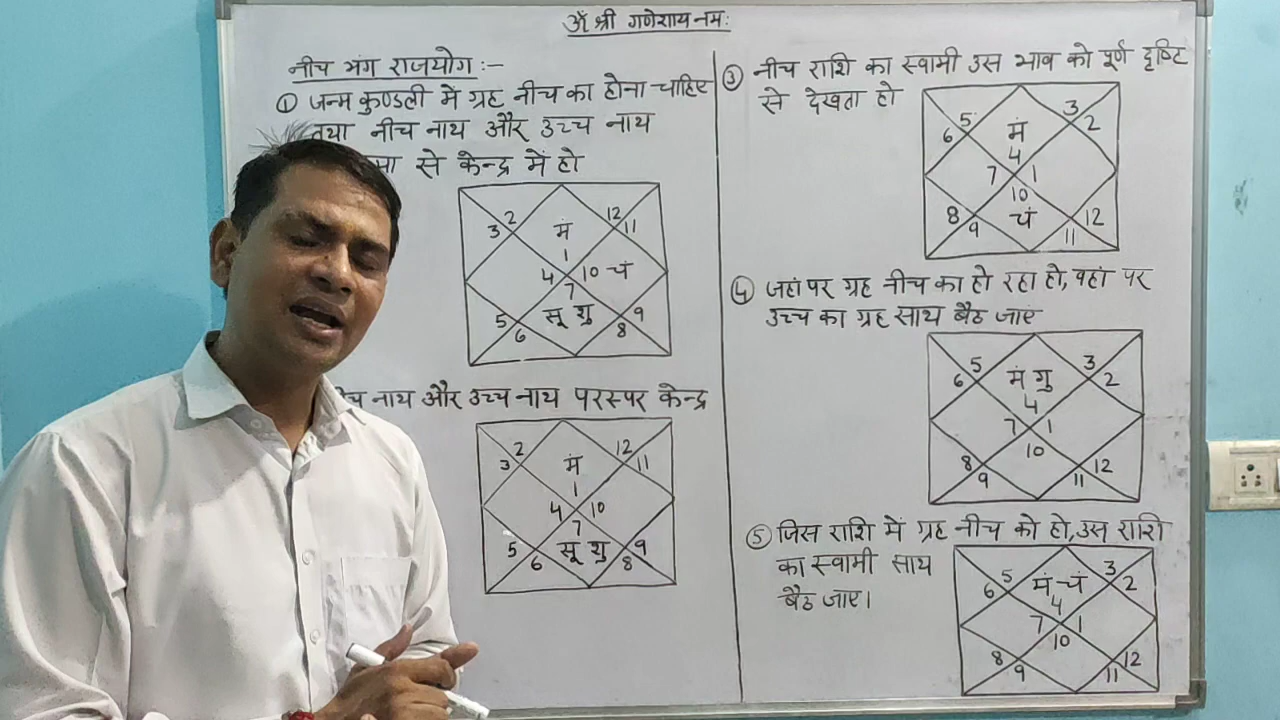 ॐ श्री गणेशाय नमः
नीच भंग राजयोग :–
① जन्म कुण्डली में ग्रह नीच का होना चाहिए
तथा नीच नाथ और उच्च नाथ
से केन्द्र में हो
2
12
3
11
मं
1
4
10 चं
7
सू शु
5
9
6
8
नाथ और उच्च नाथ परस्पर केन्द्र
2
12
3
11
मं
1
4
10
7
सू शु
5
9
6
8
③ नीच राशि का स्वामी उस भाव को पूर्ण दृष्टि
से देखता हो
5
3
6
2
मं
4
7
1
10
8
चं
12
9
11
④ जहां पर ग्रह नीच का हो रहा हो, वहां पर
उच्च का ग्रह साथ बैठ जाए
5
3
6
2
मं गु
4
7
1
10
8
12
9
11
⑤ जिस राशि में ग्रह नीच को हो, उस राशि
का स्वामी साथ
बैठ जाए।
5
3
6
2
मं चं
4
7
1
10
8
12
9
11